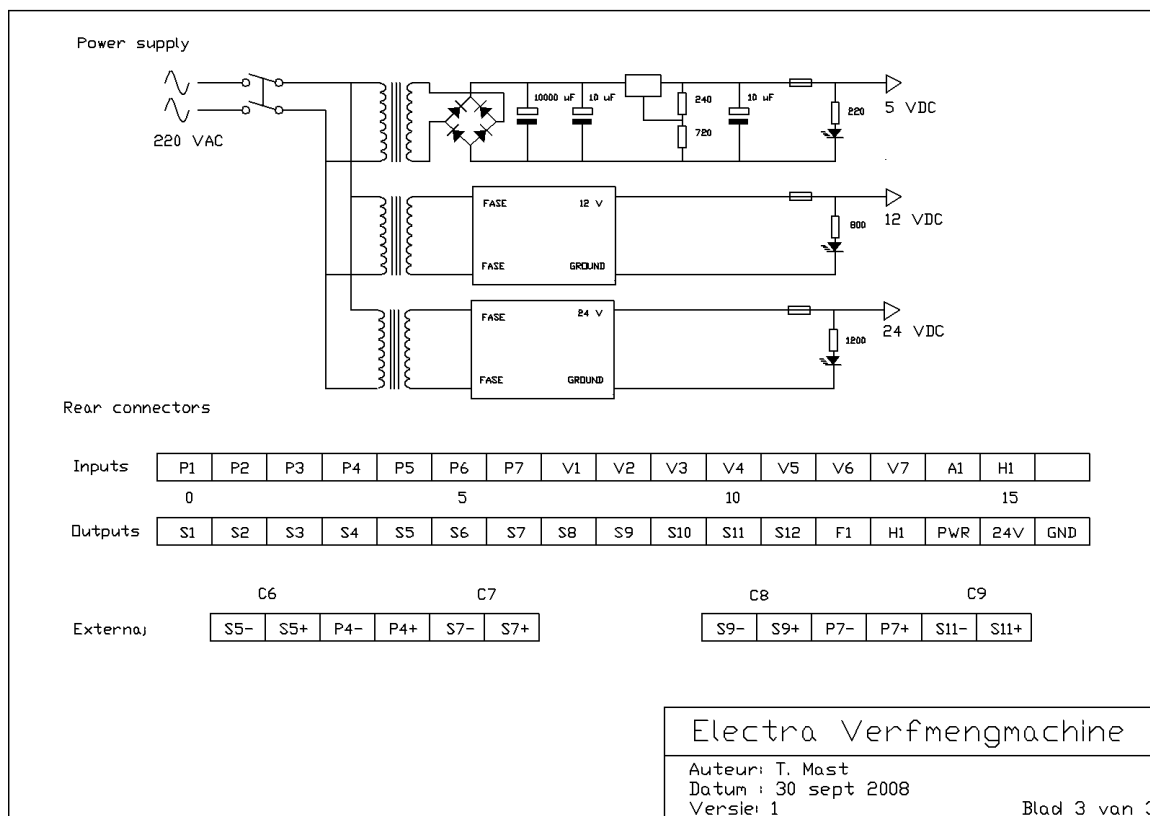 Power supply
220 VAC
10000 uF
10 uF
240
720
10 uF
220
5 VDC
FASE
12 V
FASE
GROUND
800
12 VDC
FASE
24 V
FASE
GROUND
1200
24 VDC
Rear connectors
Inputs P1 P2 P3 P4 P5 P6 P7 V1 V2 V3 V4 V5 V6 V7 A1 H1
0 5 10 15
Outputs S1 S2 S3 S4 S5 S6 S7 S8 S9 S10 S11 S12 F1 H1 PWR 24V GND
C6 C7 C8 C9
External S5- S5+ P4- P4+ S7- S7+ S9- S9+ P7- P7+ S11- S11+
Electra Verfmengmachine
Auteur: T. Mast
Datum : 30 sept 2008
Versie: 1 Blad 3 van 3